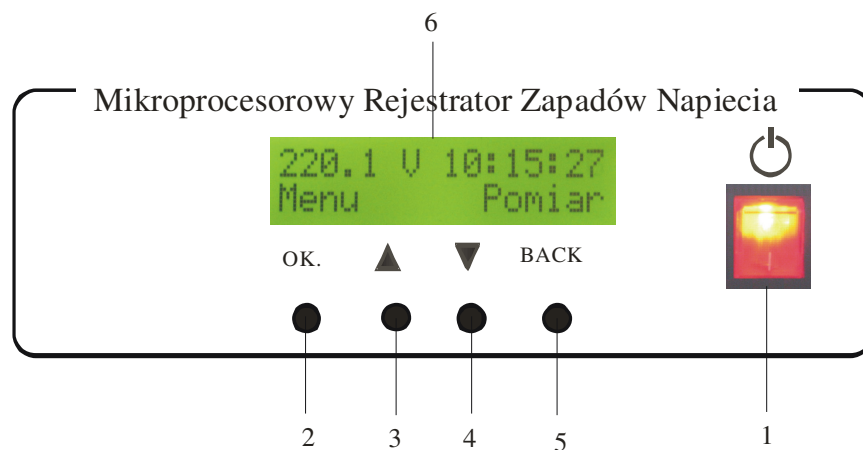 6
Mikroprocesorowy Rejestrator Zapadów Napiecia
220.1 V 10:15:27
Menu Pomiar
OK. BACK
2 3 4 5 1